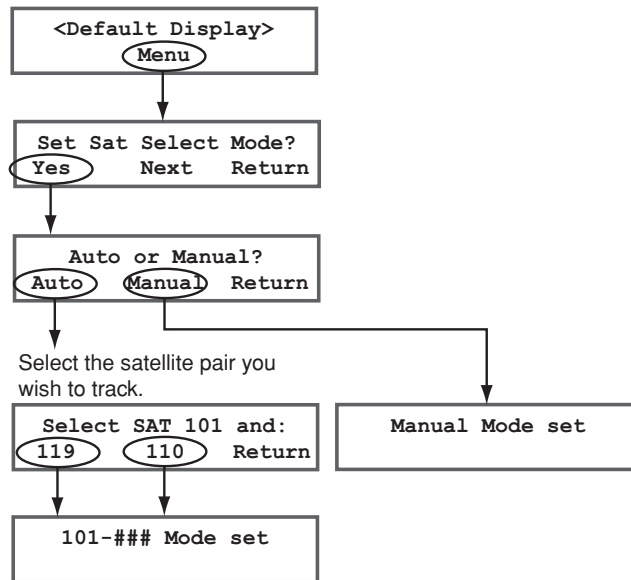 <Default Display>
Menu
Set Sat Select Mode?
Yes Next Return
Auto or Manual?
Auto Manual Return
Select the satellite pair you
wish to track.
Select SAT 101 and:
119 110 Return
Manual Mode set
101-### Mode set